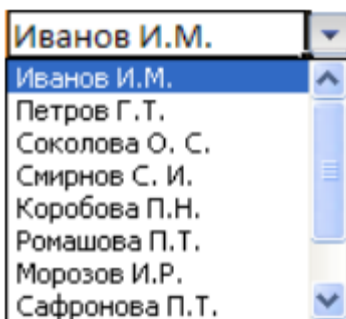 Иванов И.М.
Иванов И.М.
Петров Г.Т.
Соколова О. С.
Смирнов С. И.
Коробова П.Н.
Ромашова П.Т.
Морозов И.Р.
Сафронова П.Т.